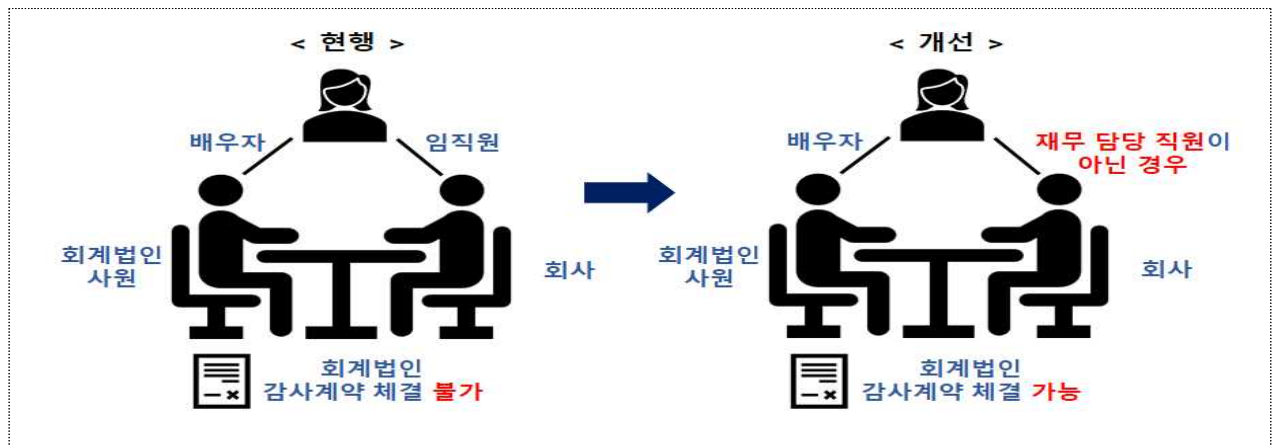 < 현행 >
배우자
임직원
회계법인
사원
회사
회계법인
감사계약 체결 불가
< 개선 >
배우자
재무 담당 직원이
아닌 경우
회계법인
사원
회사
회계법인
감사계약 체결 가능